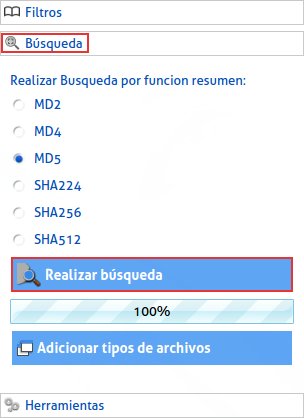 Filtros
Búsqueda
Realizar Busqueda por funcion resumen:
MD2
MD4
MD5
SHA224
SHA256
SHA512
Realizar búsqueda
100%
Adicionar tipos de archivos
Herramientas